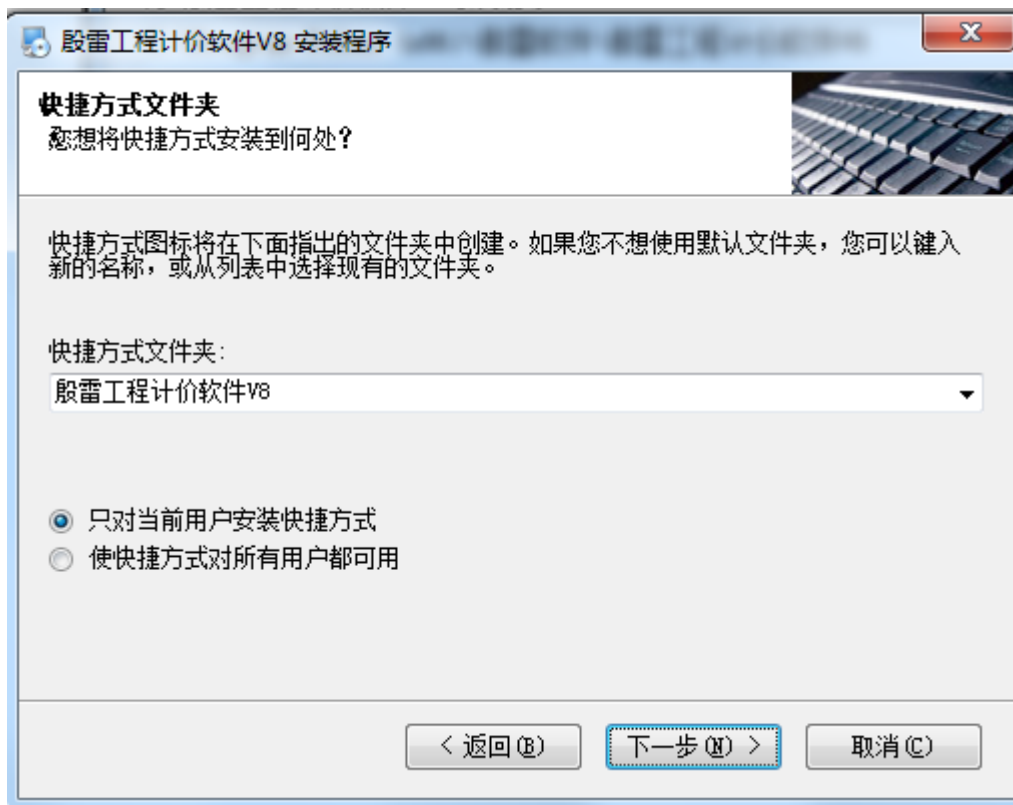 殷雷工程计价软件V8 安装程序
快捷方式文件夹
您想将快捷方式安装到何处?
快捷方式图标将在下面指出的文件夹中创建。如果您不想使用默认文件夹，您可以键入
新的名称，或从列表中选择现有的文件夹。
快捷方式文件夹:
殷雷工程计价软件V8
只对当前用户安装快捷方式
使快捷方式对所有用户都可用
< 返回(B)
下一步(N) >
取消(C)